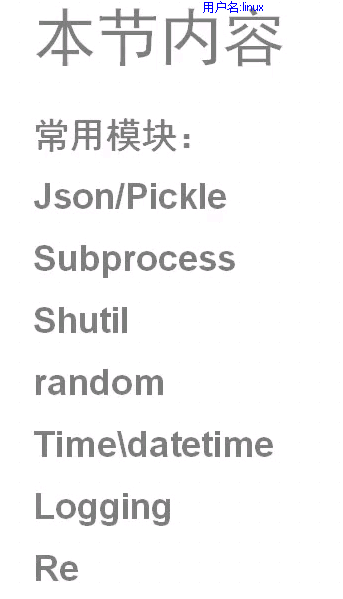 用户名:linux
本节内容
常用模块：
Json/Pickle
Subprocess
Shutil
random
Time\datetime
Logging
Re